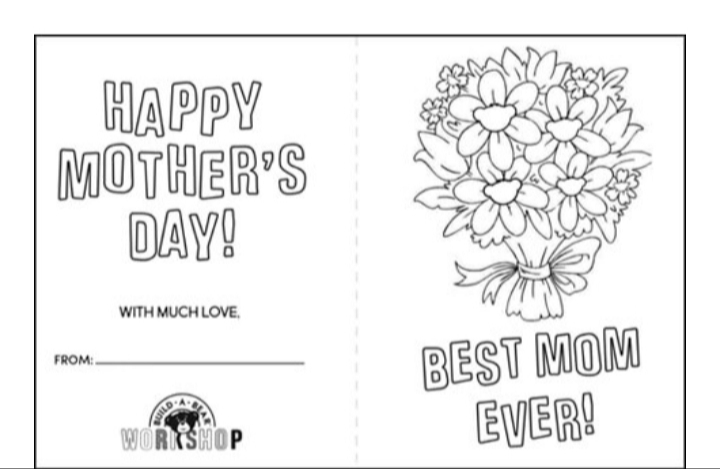 HAPPY
MOTHER'S
DAY!
WITH MUCH LOVE,
FROM:
BUILD-A-BEAR
WORKSHOP
BEST MOM
EVER!